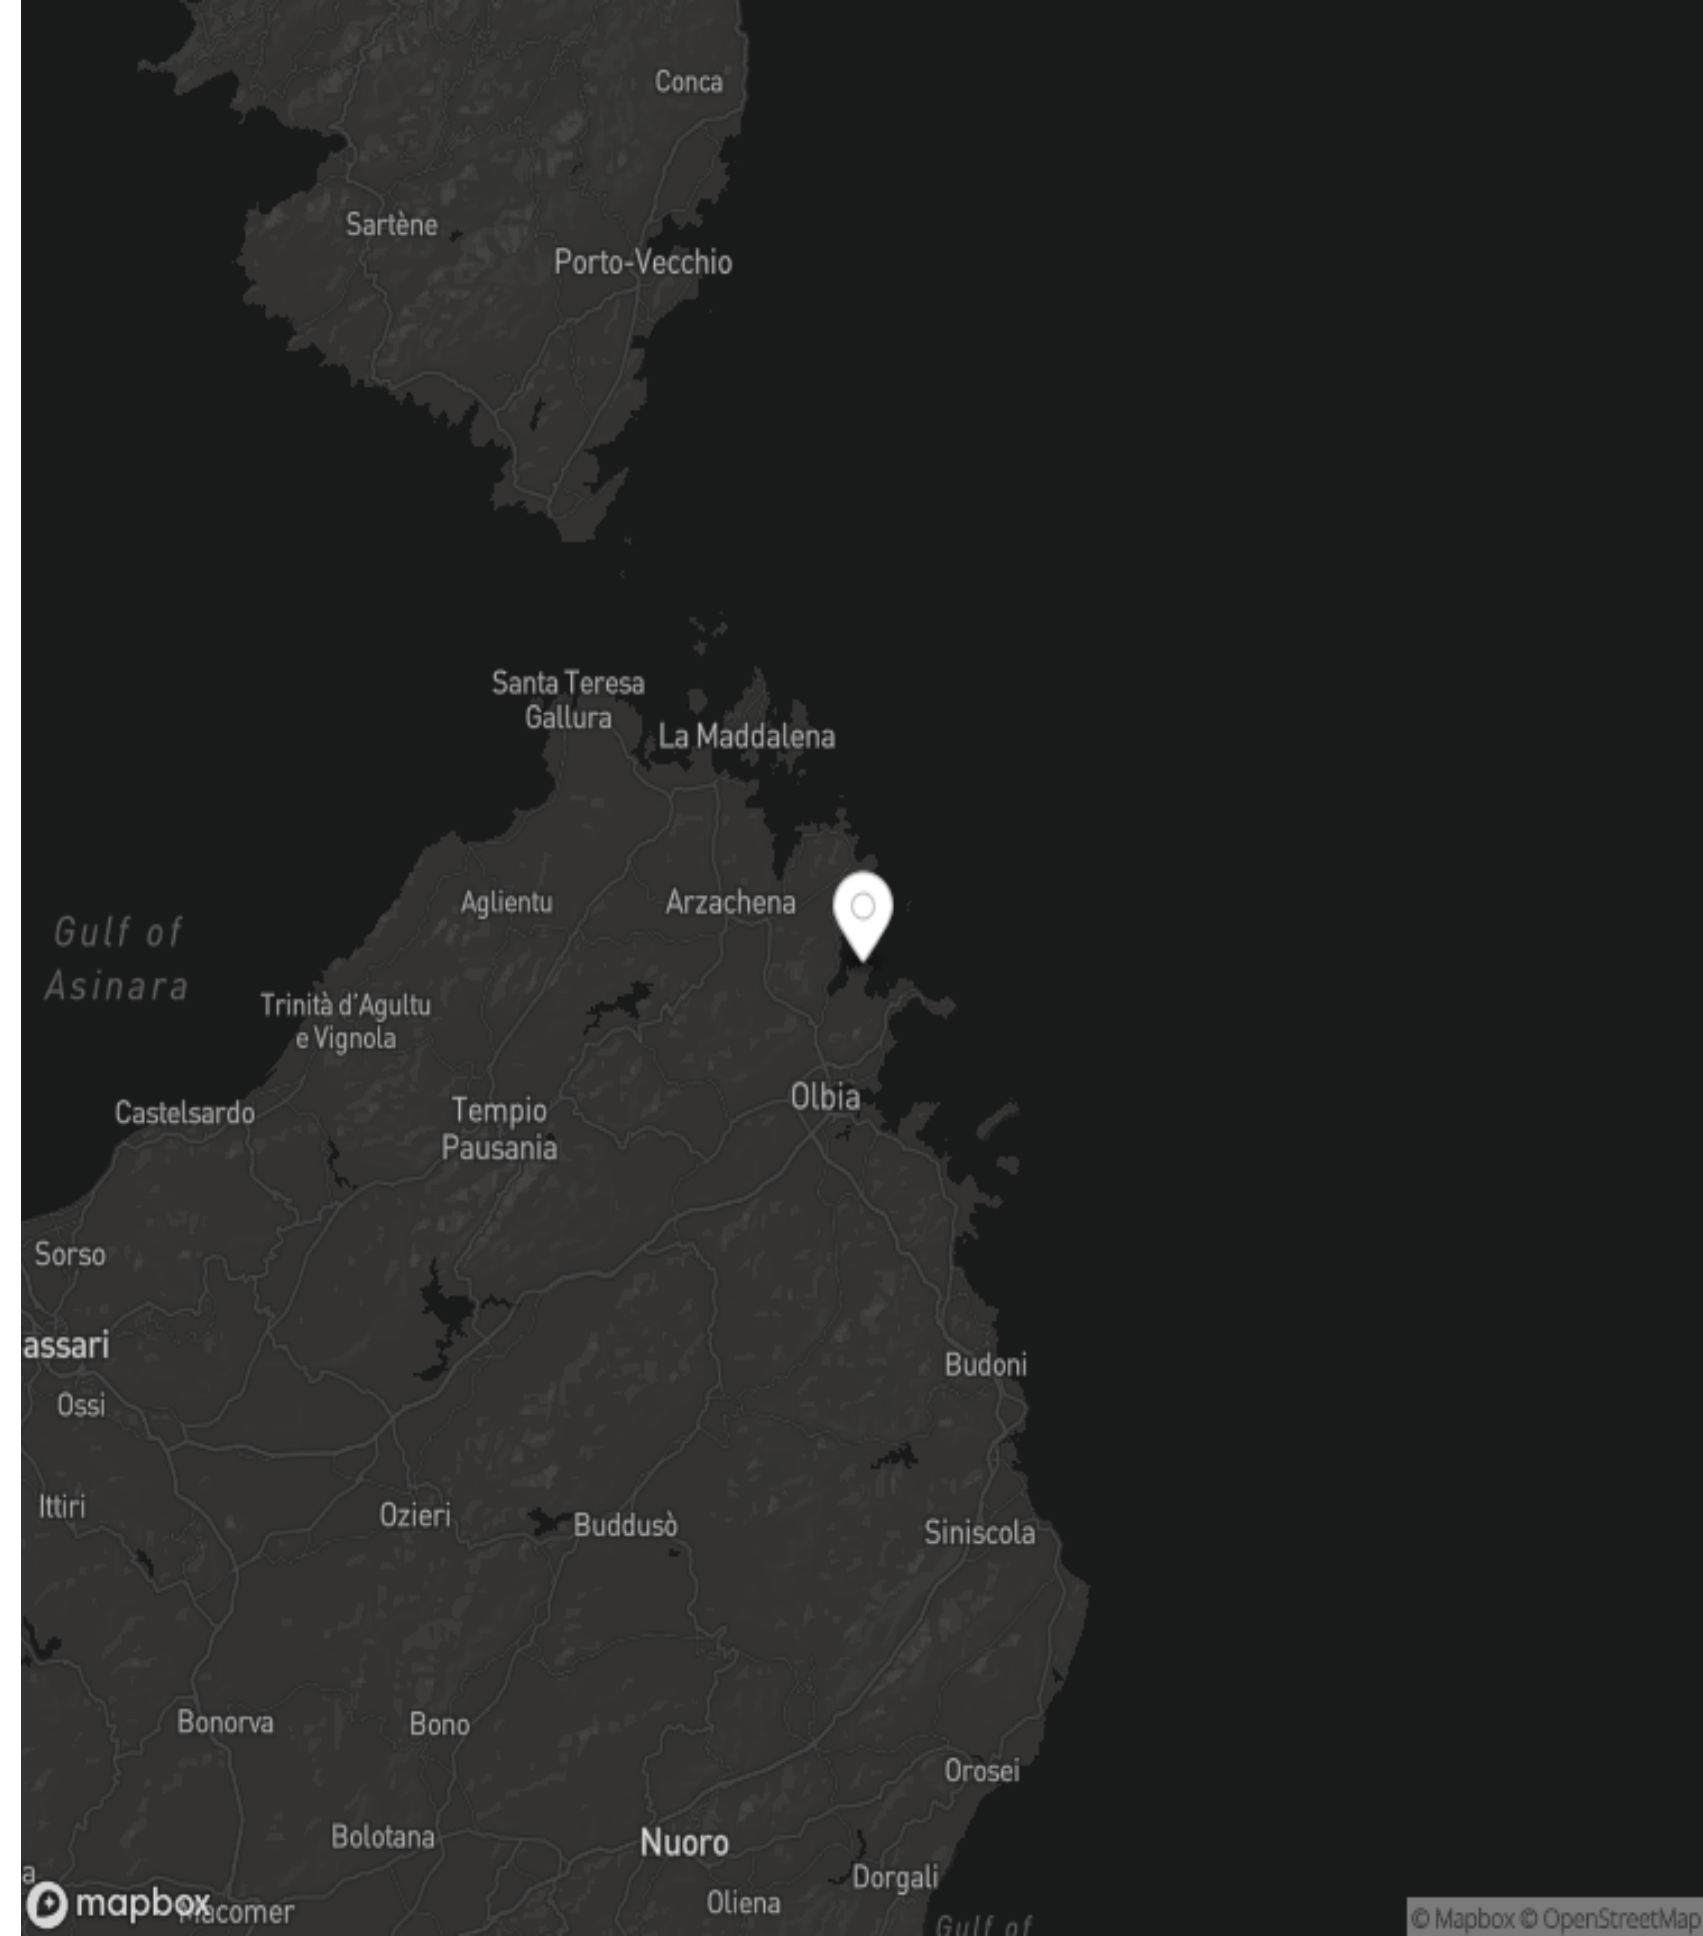 Conca
Sartène
Porto-Vecchio
Santa Teresa
Gallura
La Maddalena
Aglientu
Arzachena
Gulf of
Asinara
Trinità d'Agultu
e Vignola
Castelsardo
Tempio
Pausania
Olbia
Sorso
assari
Ossi
Budoni
Ittiri
Ozieri
Buddusò
Siniscola
Bonorva
Bono
Orosei
Bolotana
Nuoro
a
Dorgali
mapbox
Macomer
Oliena
Gulf of
© Mapbox © OpenStreetMap